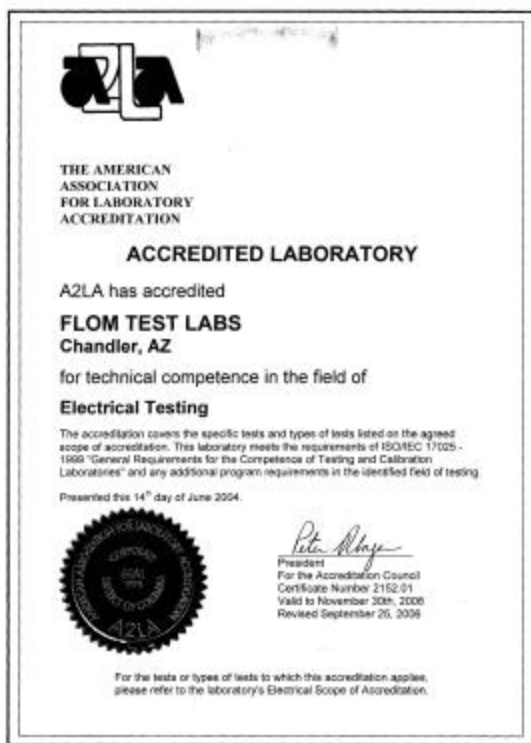 A2LA
THE AMERICAN
ASSOCIATION
FOR LABORATORY
ACCREDITATION
ACCREDITED LABORATORY
A2LA has accredited
FLOM TEST LABS
Chandler, AZ
for technical competence in the field of
Electrical Testing
The accreditation covers the specific tests and types of tests listed on the agreed
scope of accreditation. This laboratory meets the requirements of ISO/IEC 17025 -
1999 "General Requirements for the Competence of Testing and Calibration
Laboratories" and any additional program requirements in the identified field of testing.
Presented this 14th day of June 2004.
President
For the Accreditation Council
Certificate Number 2152.01
Valid to November 30th, 2006
Revised September 25, 2006
CORPORATE
A2LA
For the tests or types of tests to which this accreditation applies,
please refer to the laboratory's Electrical Scope of Accreditation.